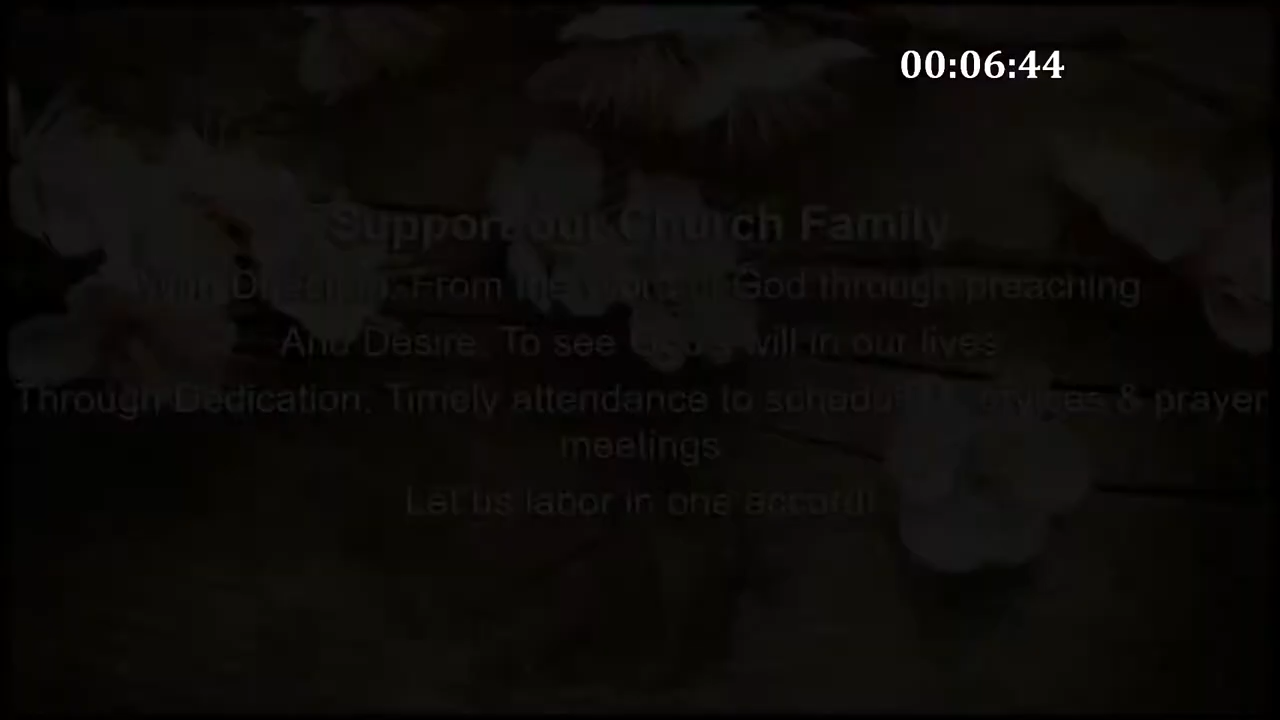 00:06:44
Support our Church Family
With Direction: From the Word of God through preaching
And Desire: To see God's will in our lives
Through Dedication: Timely attendance to scheduled services & prayer
meetings
Let us labor in one accord!